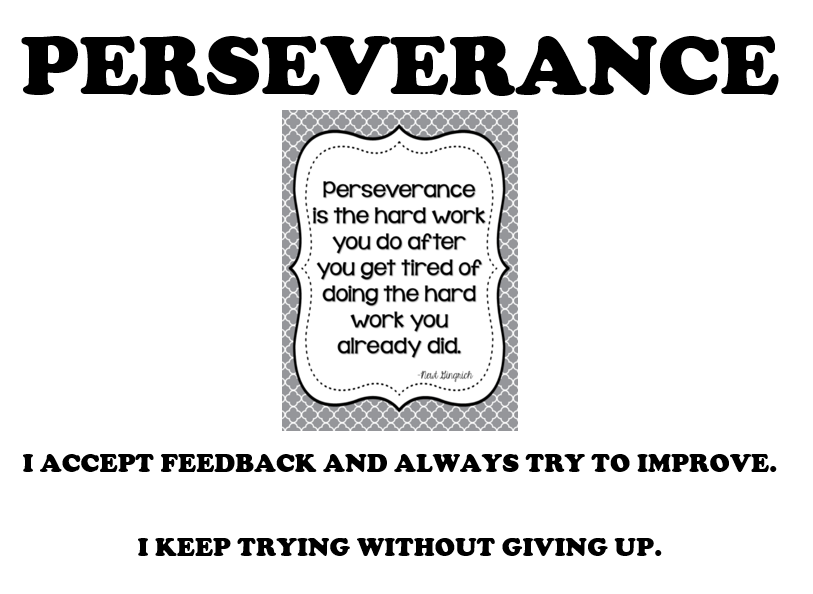 PERSEVERANCE
Perseverance
is the hard work
you do after
you get tired of
doing the hard
work you
already did.
-Newt Gingrich
I ACCEPT FEEDBACK AND ALWAYS TRY TO IMPROVE.
I KEEP TRYING WITHOUT GIVING UP.